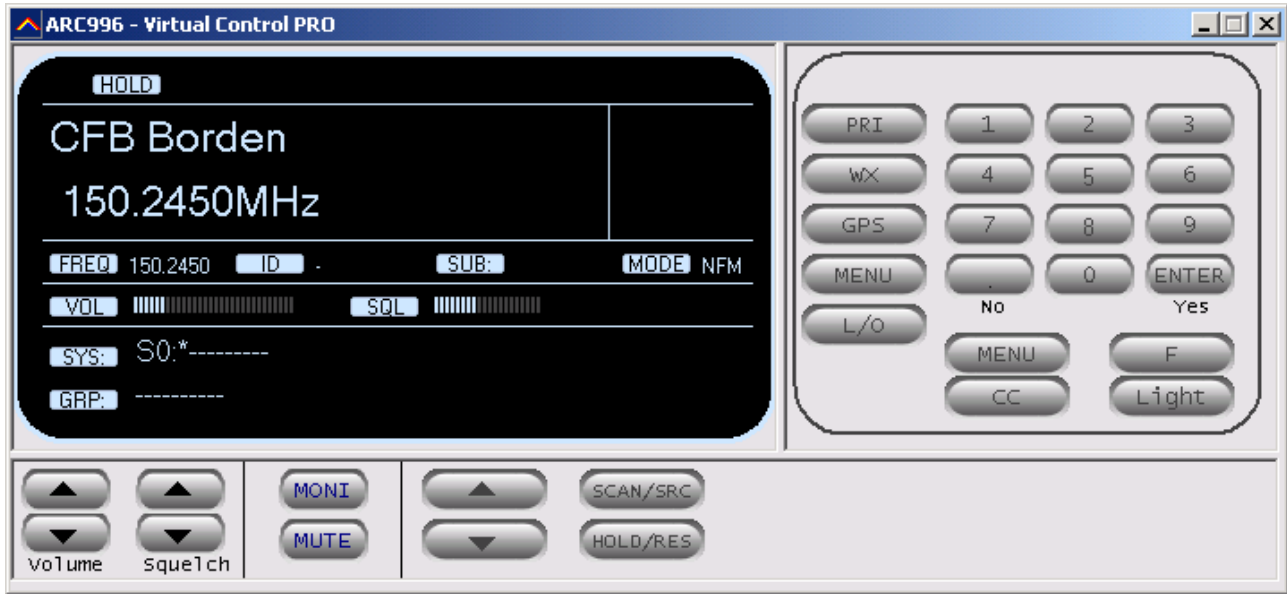 ARC996 - Virtual Control PRO
HOLD
CFB Borden
150.2450MHz
FREQ 150.2450 ID - SUB: MODE NFM
VOL SQL
SYS: S0:*---------
GRP: ----------
PRI 1 2 3
WX 4 5 6
GPS 7 8 9
MENU . 0 ENTER
No Yes
L/O
MENU F
CC Light
MONI SCAN/SRC
MUTE HOLD/RES
Volume Squelch